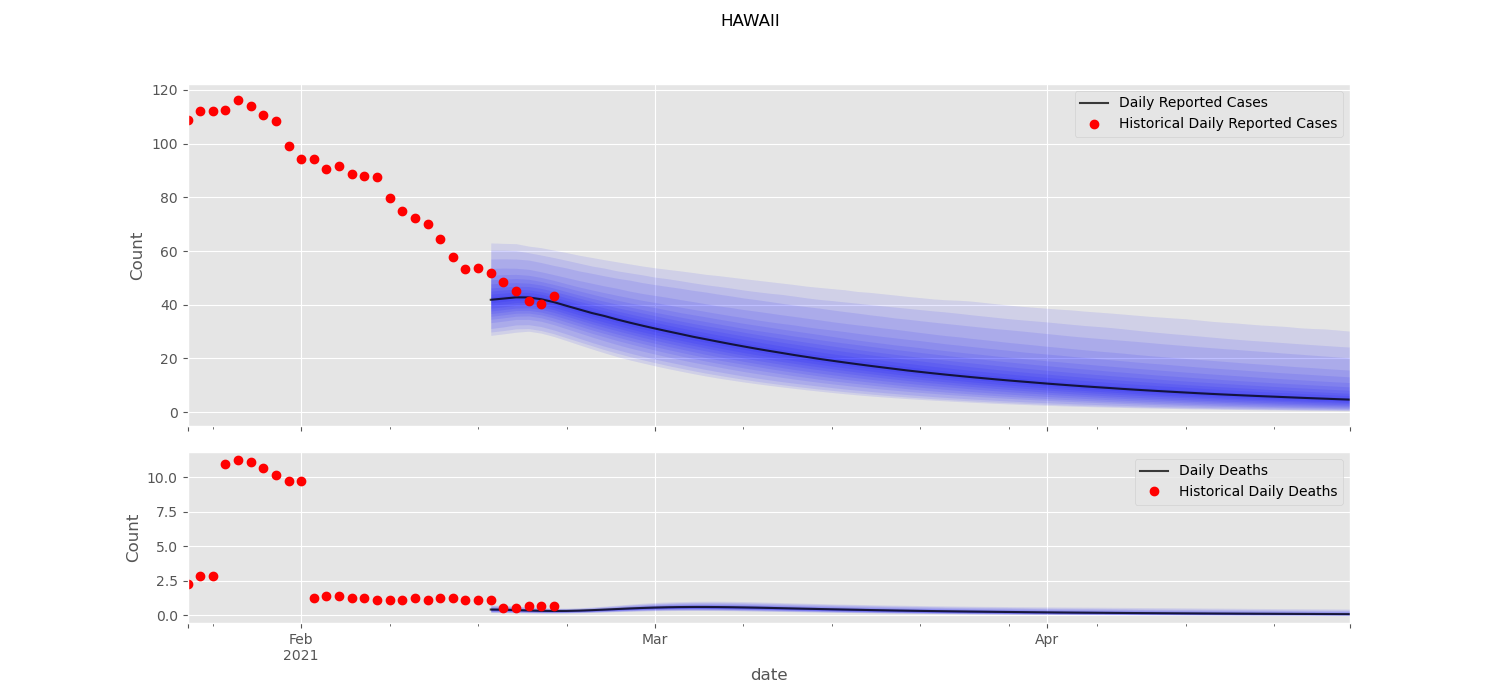 HAWAII
120
100
80
60
40
20
0
Count
Daily Reported Cases
Historical Daily Reported Cases
10.0
7.5
5.0
2.5
0.0
Count
Daily Deaths
Historical Daily Deaths
Feb
2021
Mar
Apr
date